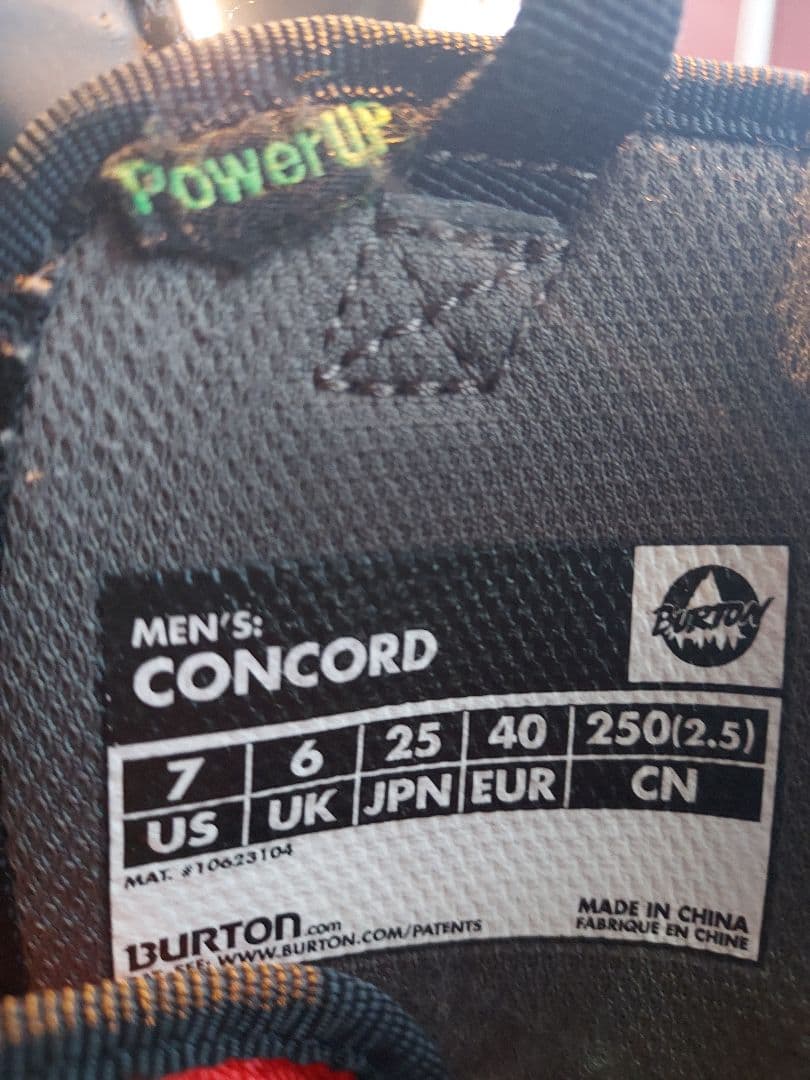 PowerUP
MEN'S:
CONCORD
BURTON
7 6 25 40 250(2.5)
US UK JPN EUR CN
MAT. #10623104
BURTON.com
SEE: WWW.BURTON.COM/PATENTS
MADE IN CHINA
FABRIQUE EN CHINE